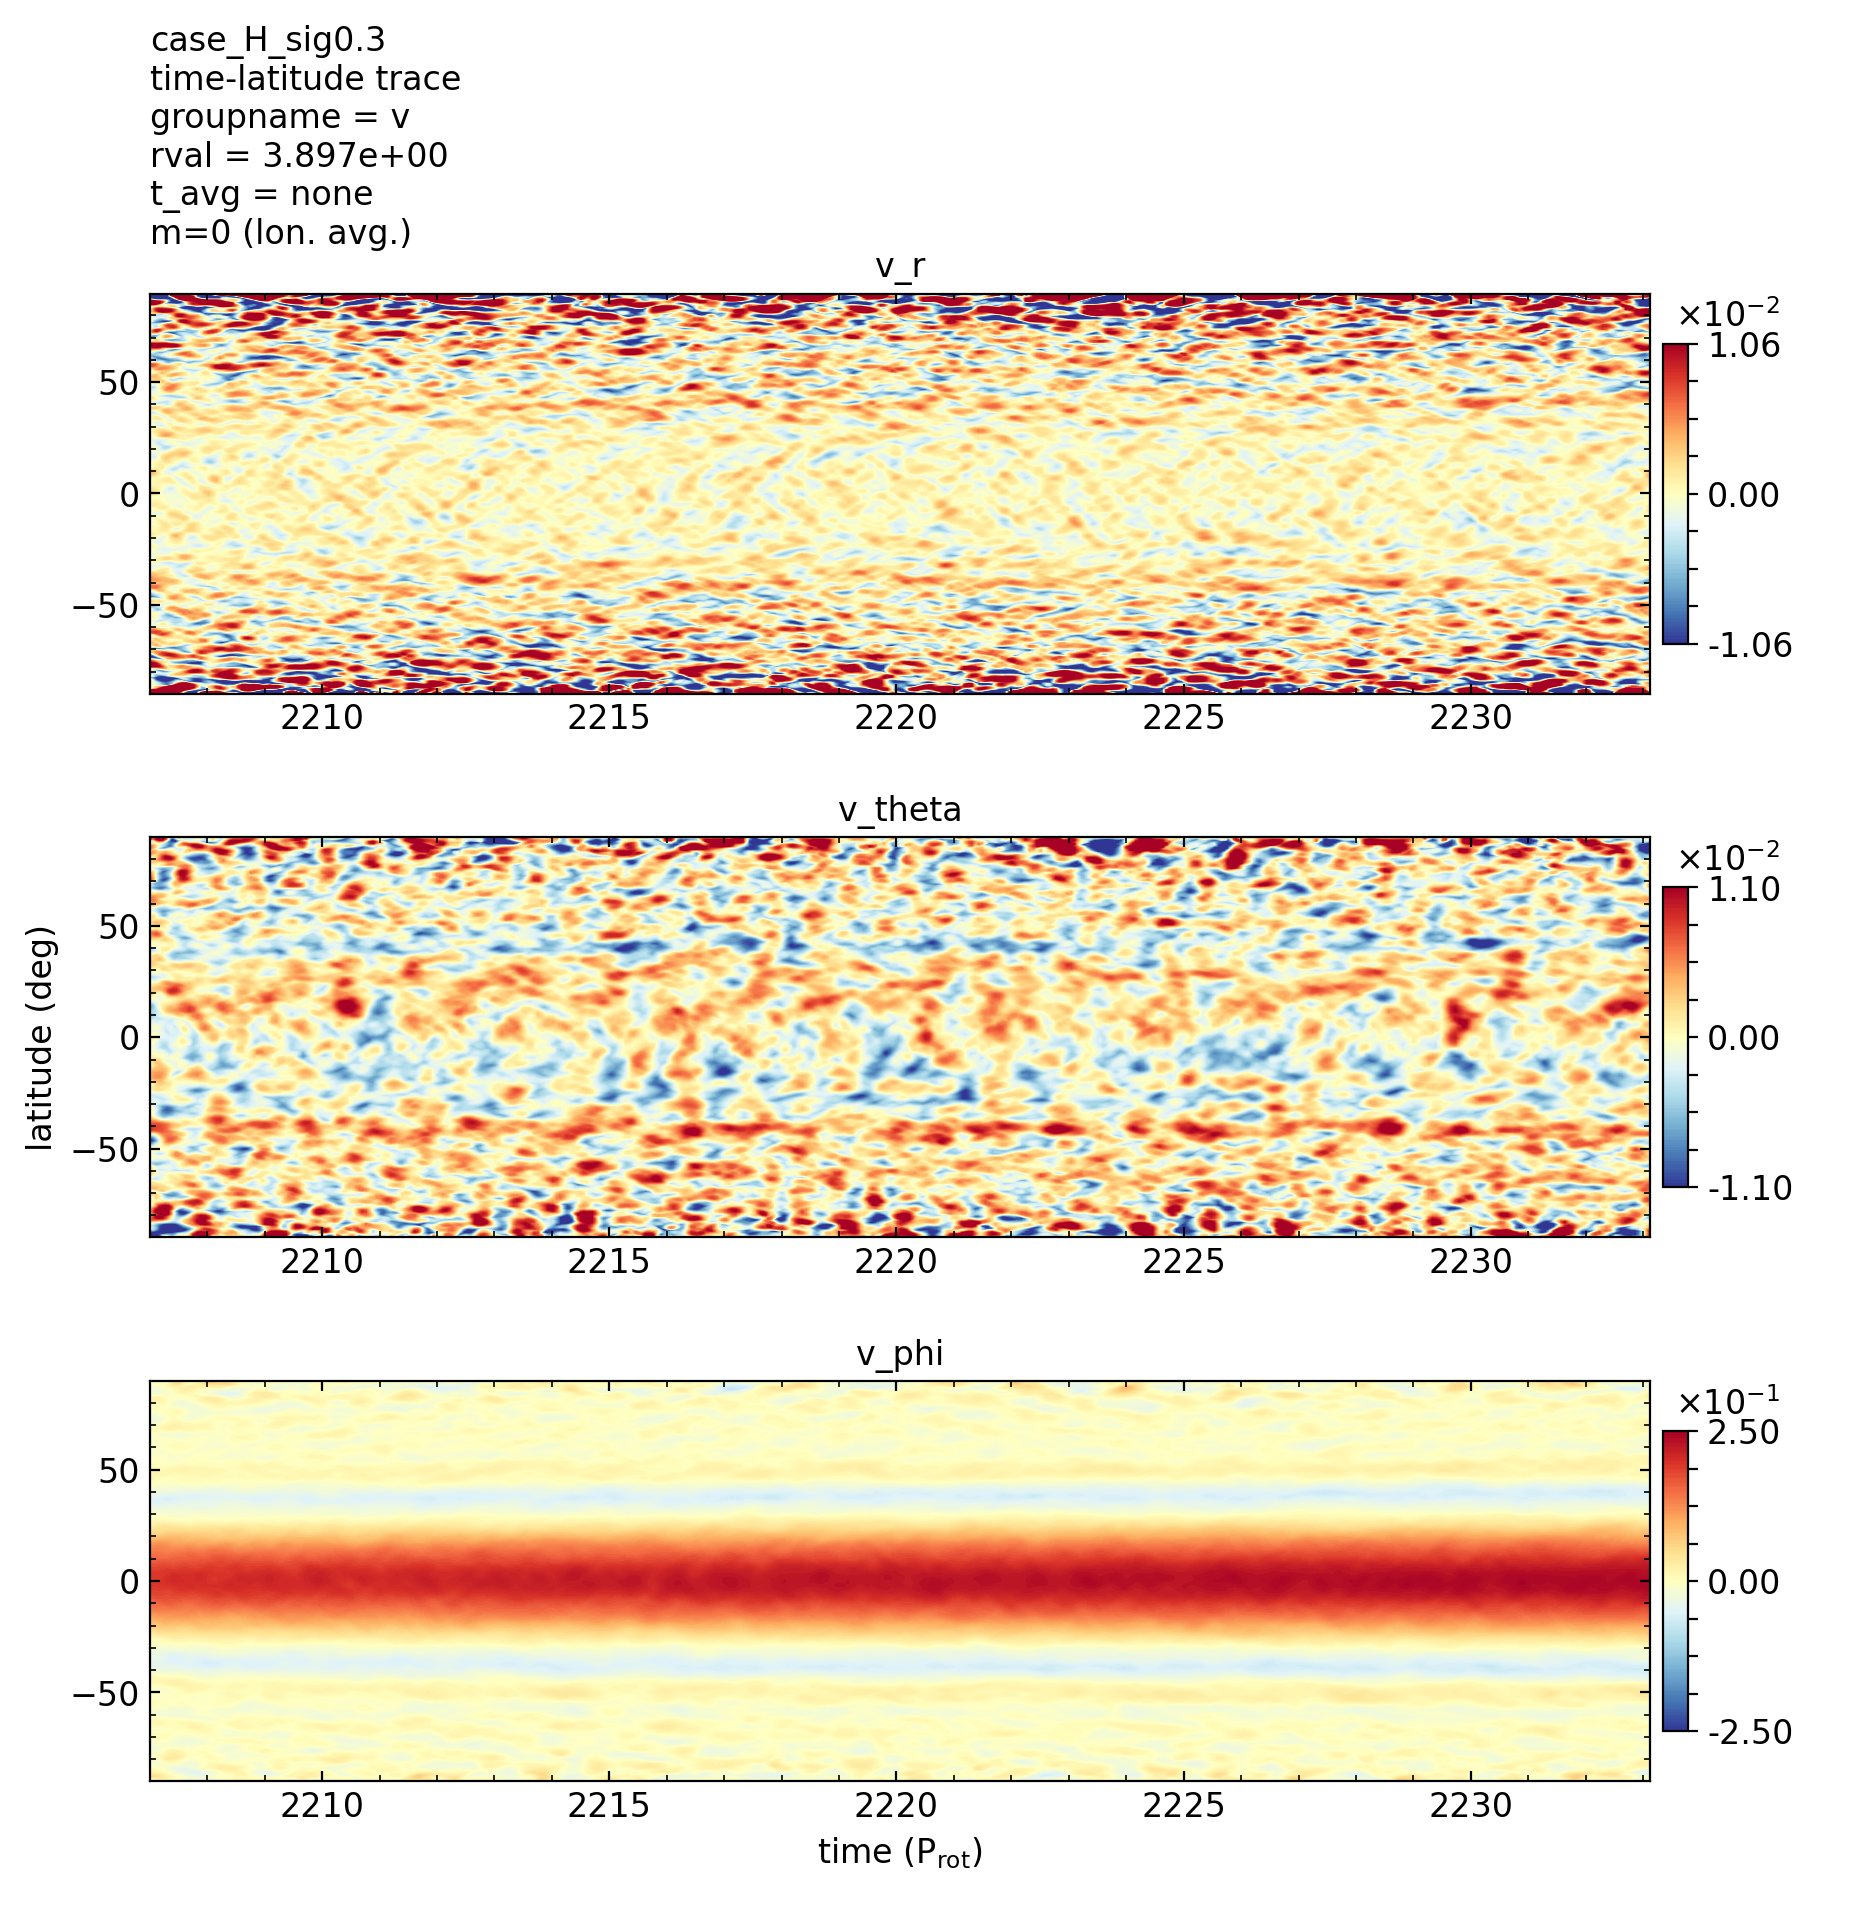 case_H_sig0.3
time-latitude trace
groupname = v
rval = 3.897e+00
t_avg = none
m=0 (lon. avg.)
v_r
×10⁻²
1.06
0.00
-1.06
50
0
−50
2210 2215 2220 2225 2230
v_theta
×10⁻²
1.10
0.00
-1.10
50
0
−50
latitude (deg)
2210 2215 2220 2225 2230
v_phi
×10⁻¹
2.50
0.00
-2.50
50
0
−50
2210 2215 2220 2225 2230
time (P_rot)